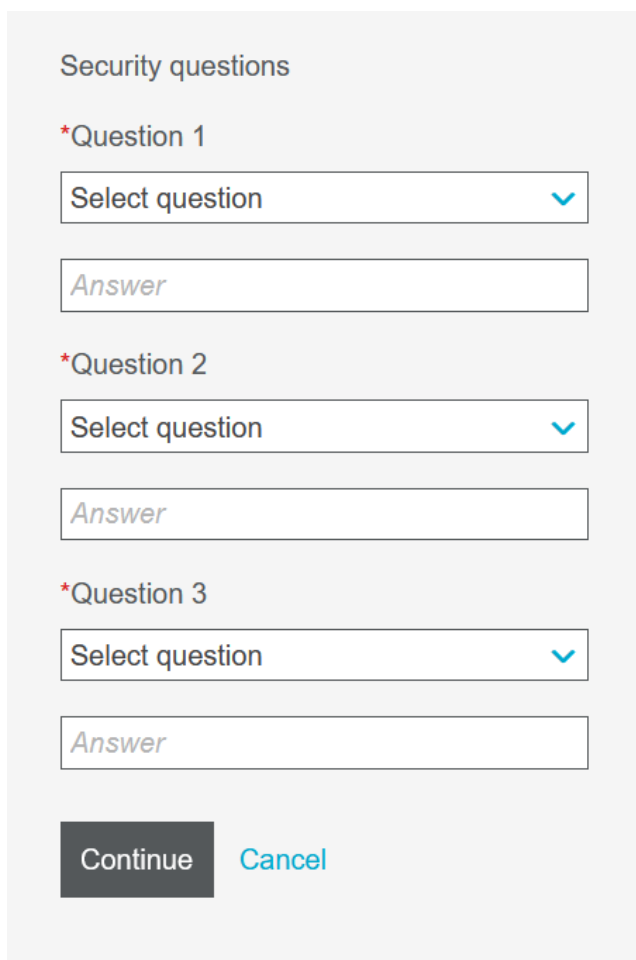 Security questions
*Question 1
Select question
Answer
*Question 2
Select question
Answer
*Question 3
Select question
Answer
Continue Cancel